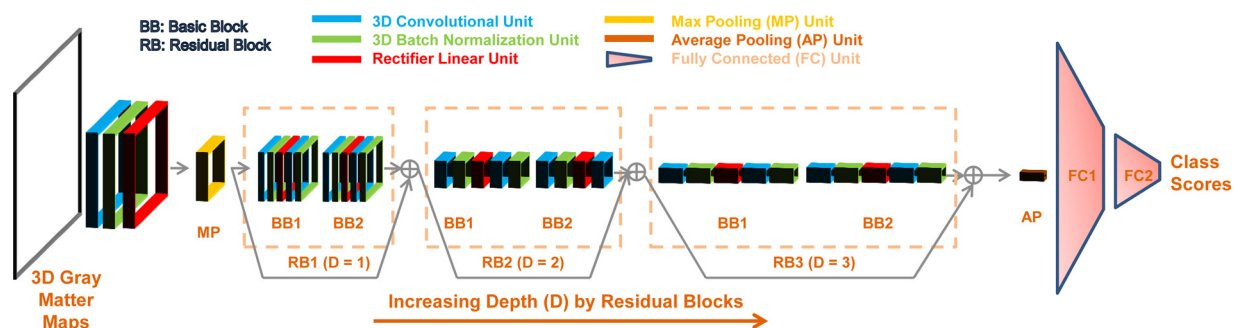 BB: Basic Block
RB: Residual Block
3D Convolutional Unit
3D Batch Normalization Unit
Rectifier Linear Unit
Max Pooling (MP) Unit
Average Pooling (AP) Unit
Fully Connected (FC) Unit
3D Gray
Matter
Maps
MP
BB1 BB2
RB1 (D = 1)
BB1 BB2
RB2 (D = 2)
BB1 BB2
RB3 (D = 3)
AP
FC1
FC2
Class
Scores
Increasing Depth (D) by Residual Blocks